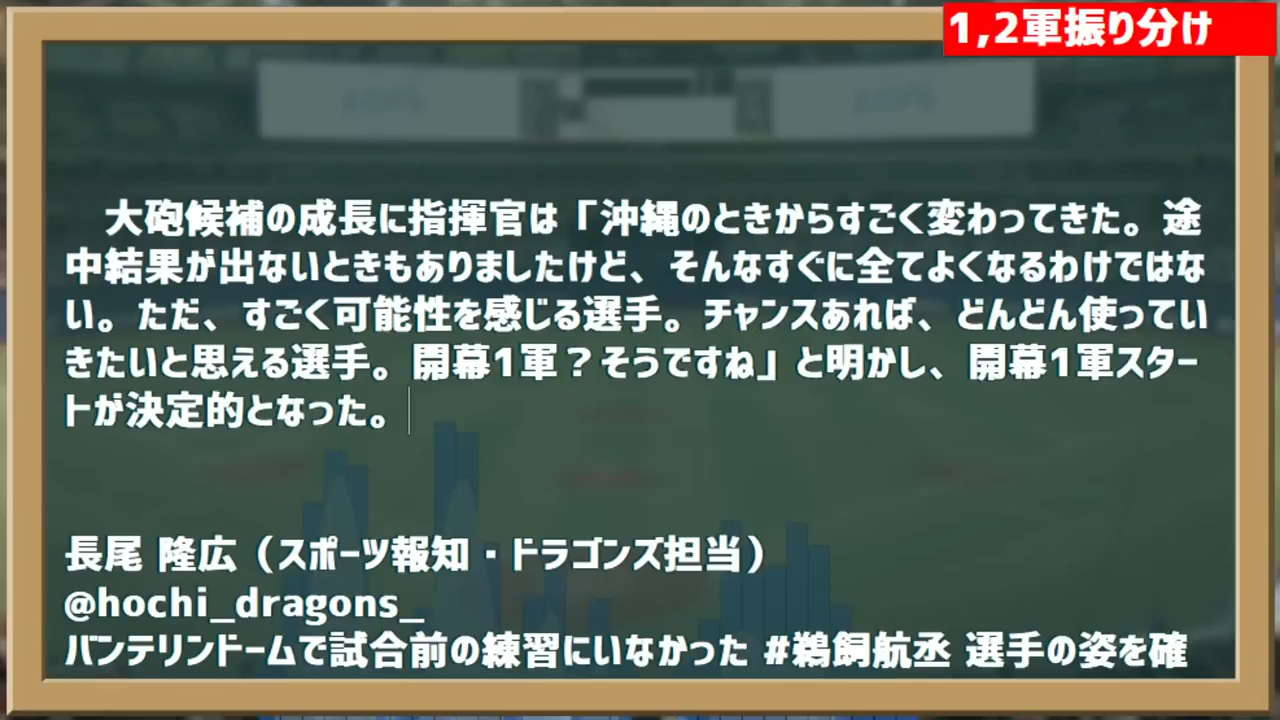 1,2軍振り分け
大砲候補の成長に指揮官は「沖縄のときからすごく変わってきた。途
中結果が出ないときもありましたけど、そんなすぐに全てよくなるわけではな
い。ただ、すごく可能性を感じる選手。チャンスあれば、どんどん使ってい
きたいと思える選手。開幕1軍？そうですね」と明かし、開幕1軍スター
トが決定的となった。
長尾 隆広（スポーツ報知・ドラゴンズ担当）
@hochi_dragons_
バンテリンドームで試合前の練習にいなかった #鵜飼航丞 選手の姿を確